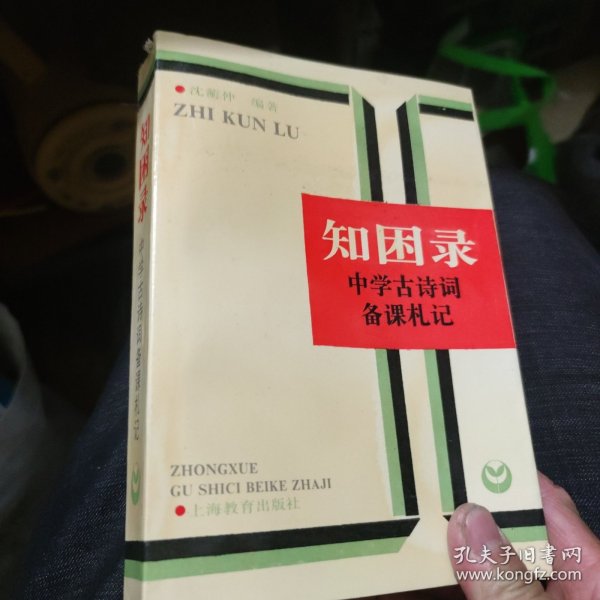 沈蘅仲 编著
ZHI KUN LU
知困录
中学古诗词
备课札记
ZHONGXUE
GU SHICI BEIKE ZHAJI
上海教育出版社
知困录
中学古诗词备课札记
孔夫子旧书网
www.kongfz.com